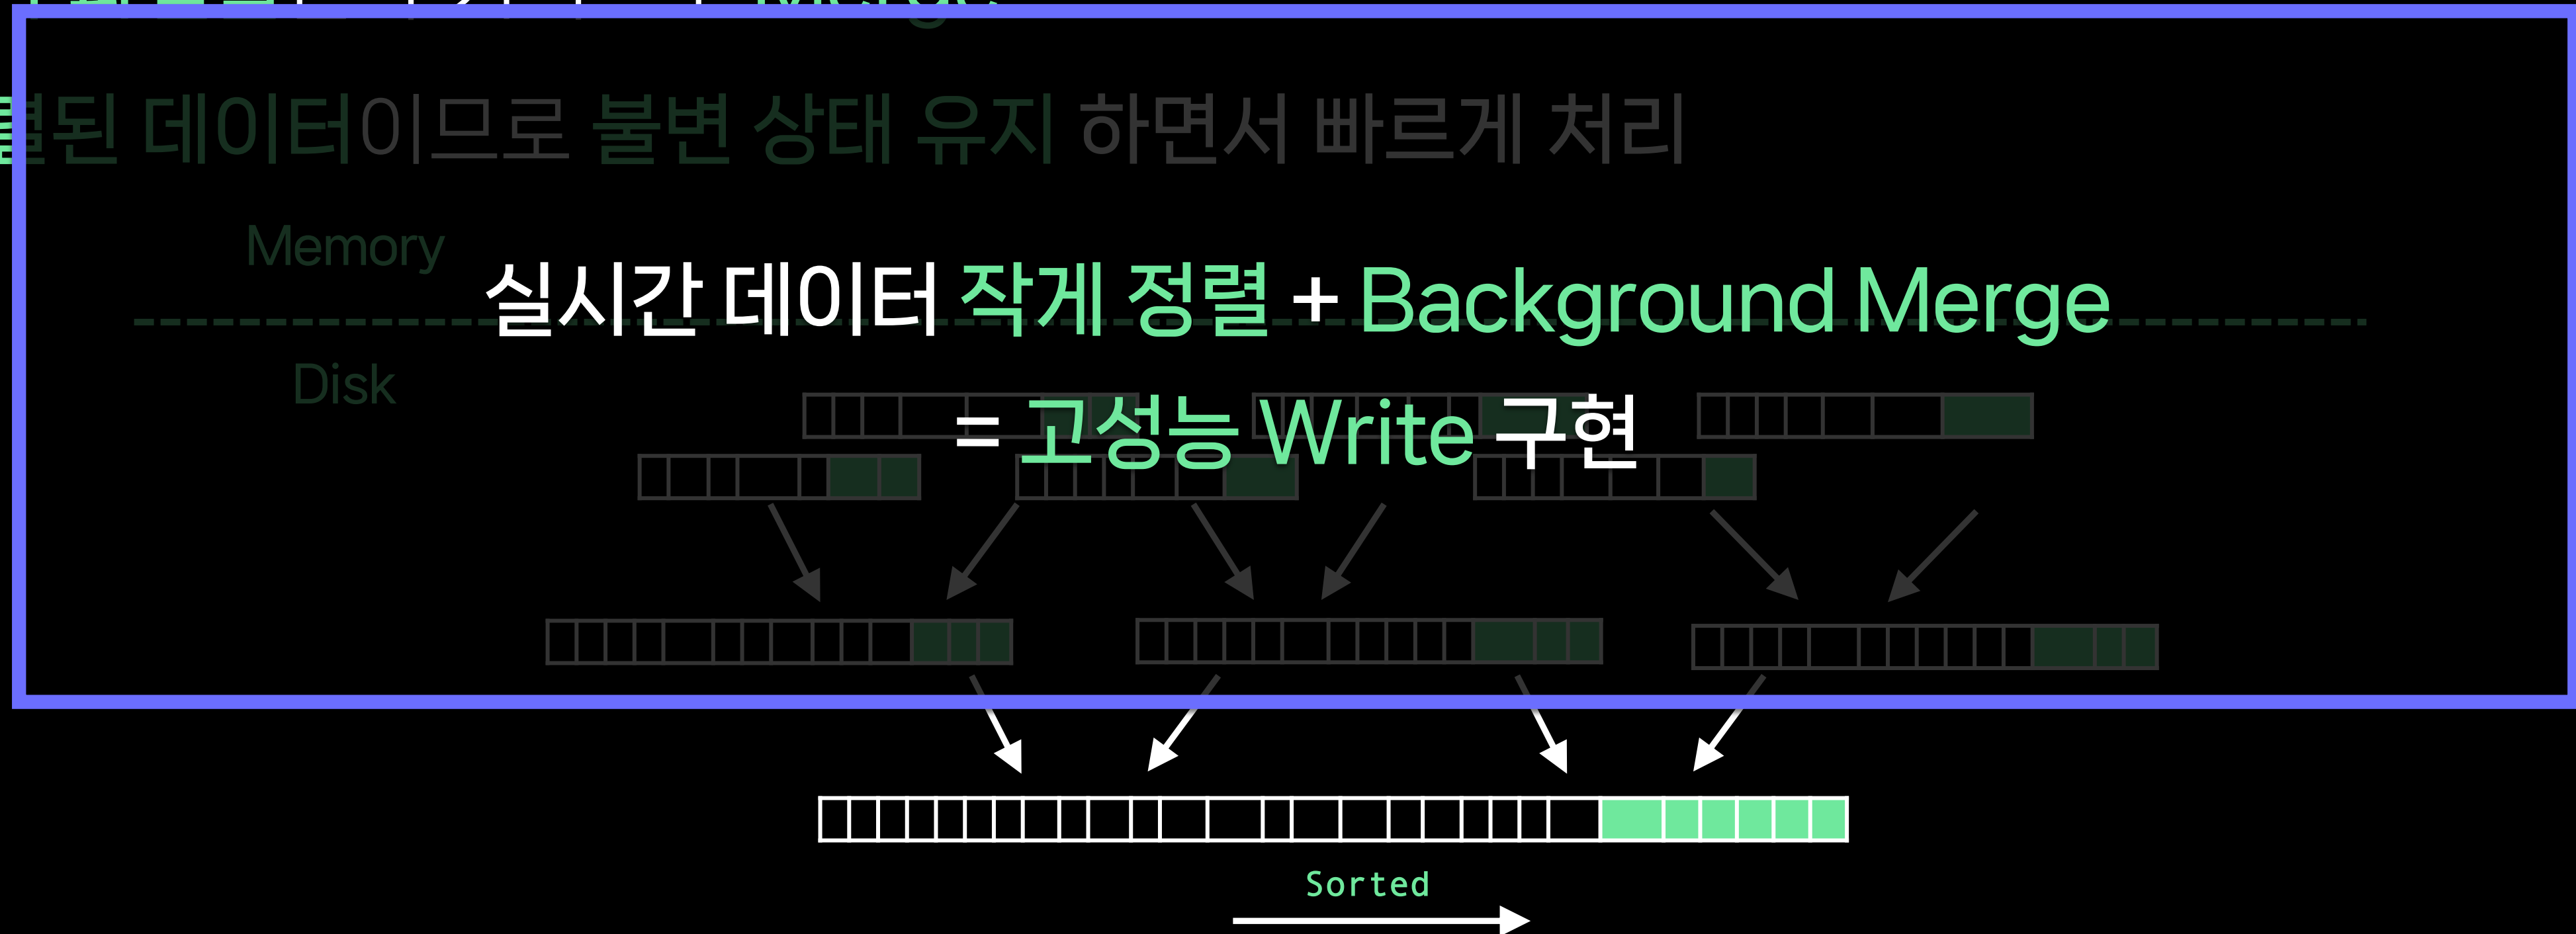 Merge
렬된 데이터이므로 불변 상태 유지 하면서 빠르게 처리
Memory
실시간 데이터 작게 정렬 + Background Merge
Disk
= 고성능 Write 구현
Sorted